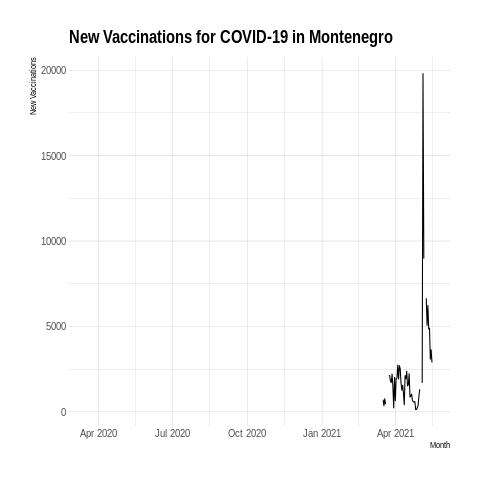 New Vaccinations for COVID-19 in Montenegro
New Vaccinations
20000
15000
10000
5000
0
Apr 2020 Jul 2020 Oct 2020 Jan 2021 Apr 2021
Month